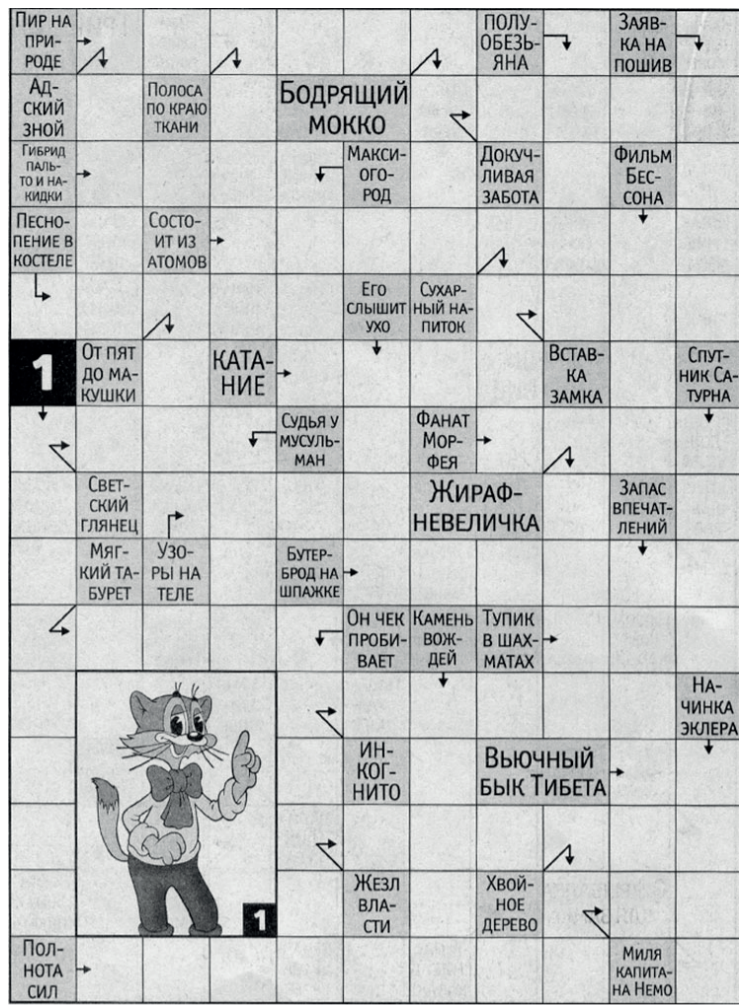 Пир на
при-
роде
полу-
обезь-
яна
Заяв-
ка на
пошив
Ад-
ский
зной
Полоса
по краю
ткани
Бодрящий
мокко
Гибрид
паль-
то и на-
кидки
Макси-
ого-
род
Докуч-
ливая
забота
Фильм
Бес-
сона
Песно-
пение в
костеле
Состо-
ит из
атомов
Его
слышит
ухо
Сухар-
ный на-
питок
1
От пят
до ма-
кушки
Ката-
ние
Встав-
ка
замка
Спут-
ник Са-
турна
Судья у
мусуль-
ман
Фанат
Мор-
фея
Свет-
ский
глянец
Жираф-
невеличка
Запас
впечат-
лений
Мяг-
кий та-
бурет
Узо-
ры на
теле
Бутер-
брод на
шпажке
Он чек
проби-
вает
Камень
вож-
дей
Тупик
в шах-
матах
На-
чинка
эклера
ин-
ког-
нито
Вьючный
бык Тибета
1
Жезл
вла-
сти
Хвой-
ное
дерево
Пол-
нота
сил
Миля
капита-
на Немо